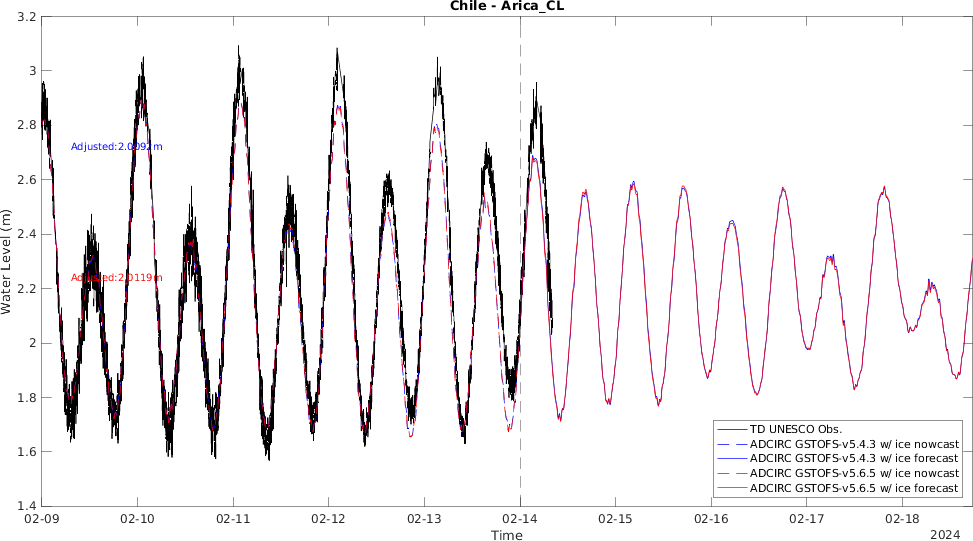 Chile - Arica_CL
3.2
3
2.8
2.6
2.4
2.2
2
1.8
1.6
1.4
Water Level (m)
Adjusted:2.0092m
Adjusted:2.0119m
TD UNESCO Obs.
ADCIRC GSTOFS-v5.4.3 w/ ice nowcast
ADCIRC GSTOFS-v5.4.3 w/ ice forecast
ADCIRC GSTOFS-v5.6.5 w/ ice nowcast
ADCIRC GSTOFS-v5.6.5 w/ ice forecast
02-09 02-10 02-11 02-12 02-13 02-14 02-15 02-16 02-17 02-18
Time
2024